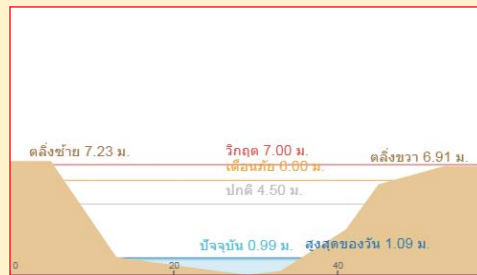 ตลิ่งซ้าย 7.23 ม.
วิกฤต 7.00 ม.
ตลิ่งขวา 6.91 ม.
เตือนภัย 6.00 ม.
ปกติ 4.50 ม.
ปัจจุบัน 0.99 ม.
สูงสุดของวัน 1.09 ม.
0 20 40